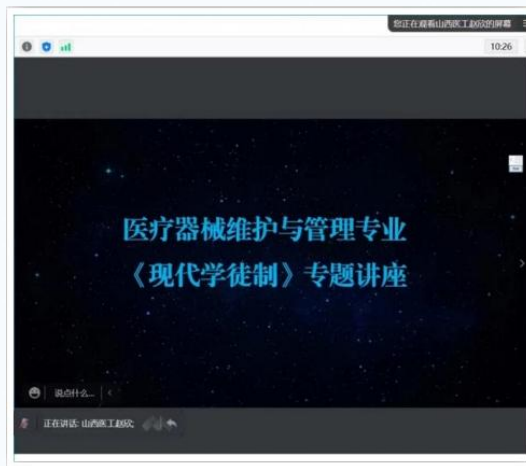 您正在观看山西医工赵欣的屏幕
10:26
医疗器械维护与管理专业
《现代学徒制》专题讲座
说点什么...
正在讲话: 山西医工赵欣;